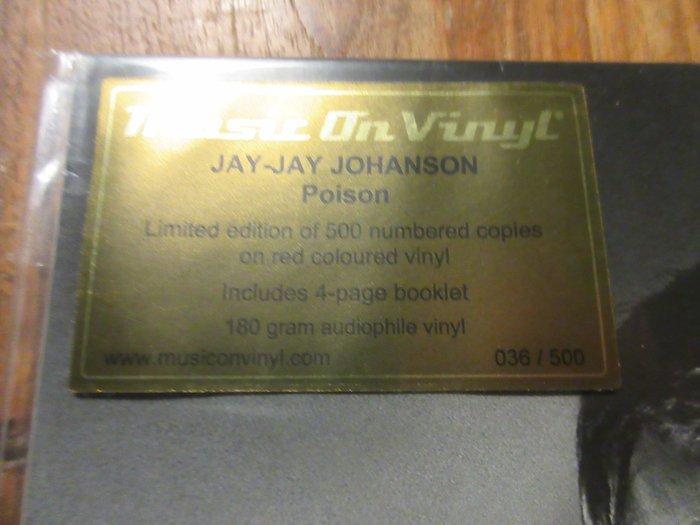 Music On Vinyl®
JAY-JAY JOHANSON
Poison
Limited edition of 500 numbered copies
on red coloured vinyl
Includes 4-page booklet
180 gram audiophile vinyl
www.musiconvinyl.com 036 / 500